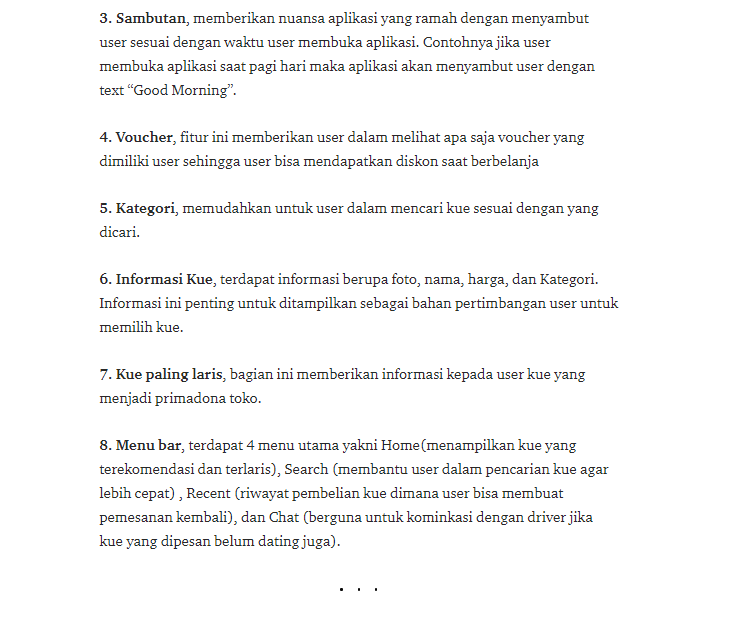 3. Sambutan, memberikan nuansa aplikasi yang ramah dengan menyambut
user sesuai dengan waktu user membuka aplikasi. Contohnya jika user
membuka aplikasi saat pagi hari maka aplikasi akan menyambut user dengan
text “Good Morning”.
4. Voucher, fitur ini memberikan user dalam melihat apa saja voucher yang
dimiliki user sehingga user bisa mendapatkan diskon saat berbelanja
5. Kategori, memudahkan untuk user dalam mencari kue sesuai dengan yang
dicari.
6. Informasi Kue, terdapat informasi berupa foto, nama, harga, dan Kategori.
Informasi ini penting untuk ditampilkan sebagai bahan pertimbangan user untuk
memilih kue.
7. Kue paling laris, bagian ini memberikan informasi kepada user kue yang
menjadi primadona toko.
8. Menu bar, terdapat 4 menu utama yakni Home(menampilkan kue yang
terekomendasi dan terlaris), Search (membantu user dalam pencarian kue agar
lebih cepat) , Recent (riwayat pembelian kue dimana user bisa membuat
pemesanan kembali), dan Chat (berguna untuk kominkasi dengan driver jika
kue yang dipesan belum dating juga).
. . .